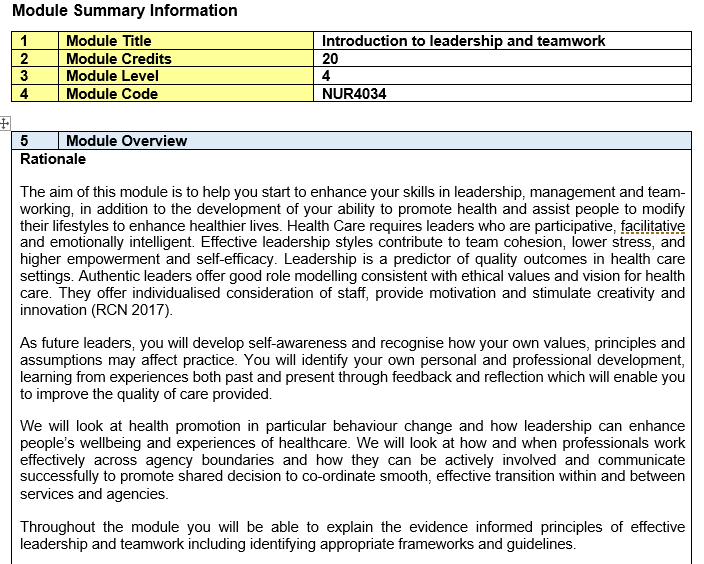 Module Summary Information
1 Module Title Introduction to leadership and teamwork
2 Module Credits 20
3 Module Level 4
4 Module Code NUR4034
5 Module Overview
Rationale
The aim of this module is to help you start to enhance your skills in leadership, management and team-
working, in addition to the development of your ability to promote health and assist people to modify
their lifestyles to enhance healthier lives. Health Care requires leaders who are participative, facilitative
and emotionally intelligent. Effective leadership styles contribute to team cohesion, lower stress, and
higher empowerment and self-efficacy. Leadership is a predictor of quality outcomes in health care
settings. Authentic leaders offer good role modelling consistent with ethical values and vision for health
care. They offer individualised consideration of staff, provide motivation and stimulate creativity and
innovation (RCN 2017).
As future leaders, you will develop self-awareness and recognise how your own values, principles and
assumptions may affect practice. You will identify your own personal and professional development,
learning from experiences both past and present through feedback and reflection which will enable you
to improve the quality of care provided.
We will look at health promotion in particular behaviour change and how leadership can enhance
people's wellbeing and experiences of healthcare. We will look at how and when professionals work
effectively across agency boundaries and how they can be actively involved and communicate
successfully to promote shared decision to co-ordinate smooth, effective transition within and between
services and agencies.
Throughout the module you will be able to explain the evidence informed principles of effective
leadership and teamwork including identifying appropriate frameworks and guidelines.